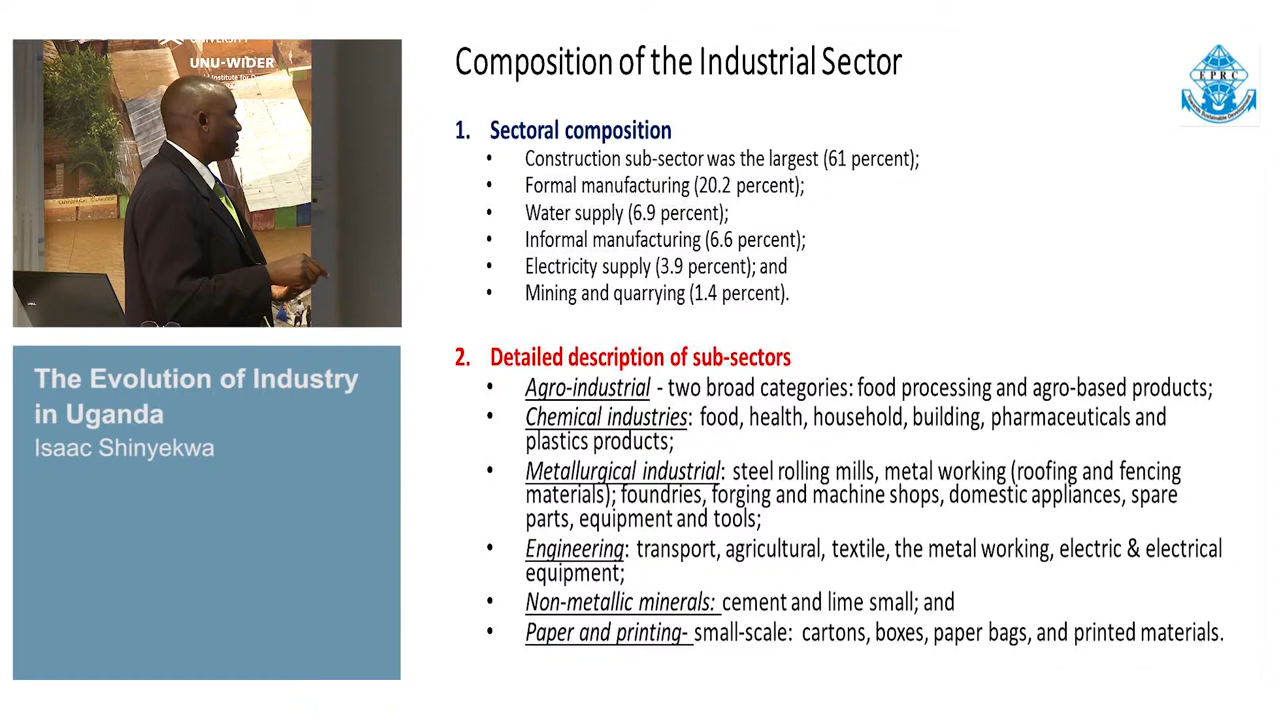 UNU-WIDER
Composition of the Industrial Sector
EPRC
1. Sectoral composition
• Construction sub-sector was the largest (61 percent);
• Formal manufacturing (20.2 percent);
• Water supply (6.9 percent);
• Informal manufacturing (6.6 percent);
• Electricity supply (3.9 percent); and
• Mining and quarrying (1.4 percent).
2. Detailed description of sub-sectors
• Agro-industrial - two broad categories: food processing and agro-based products;
• Chemical industries: food, health, household, building, pharmaceuticals and
plastics products;
• Metallurgical industrial: steel rolling mills, metal working (roofing and fencing
materials); foundries, forging and machine shops, domestic appliances, spare
parts, equipment and tools;
• Engineering: transport, agricultural, textile, the metal working, electric & electrical
equipment;
• Non-metallic minerals: cement and lime small; and
• Paper and printing- small-scale: cartons, boxes, paper bags, and printed materials.
The Evolution of Industry
in Uganda
Isaac Shinyekwa